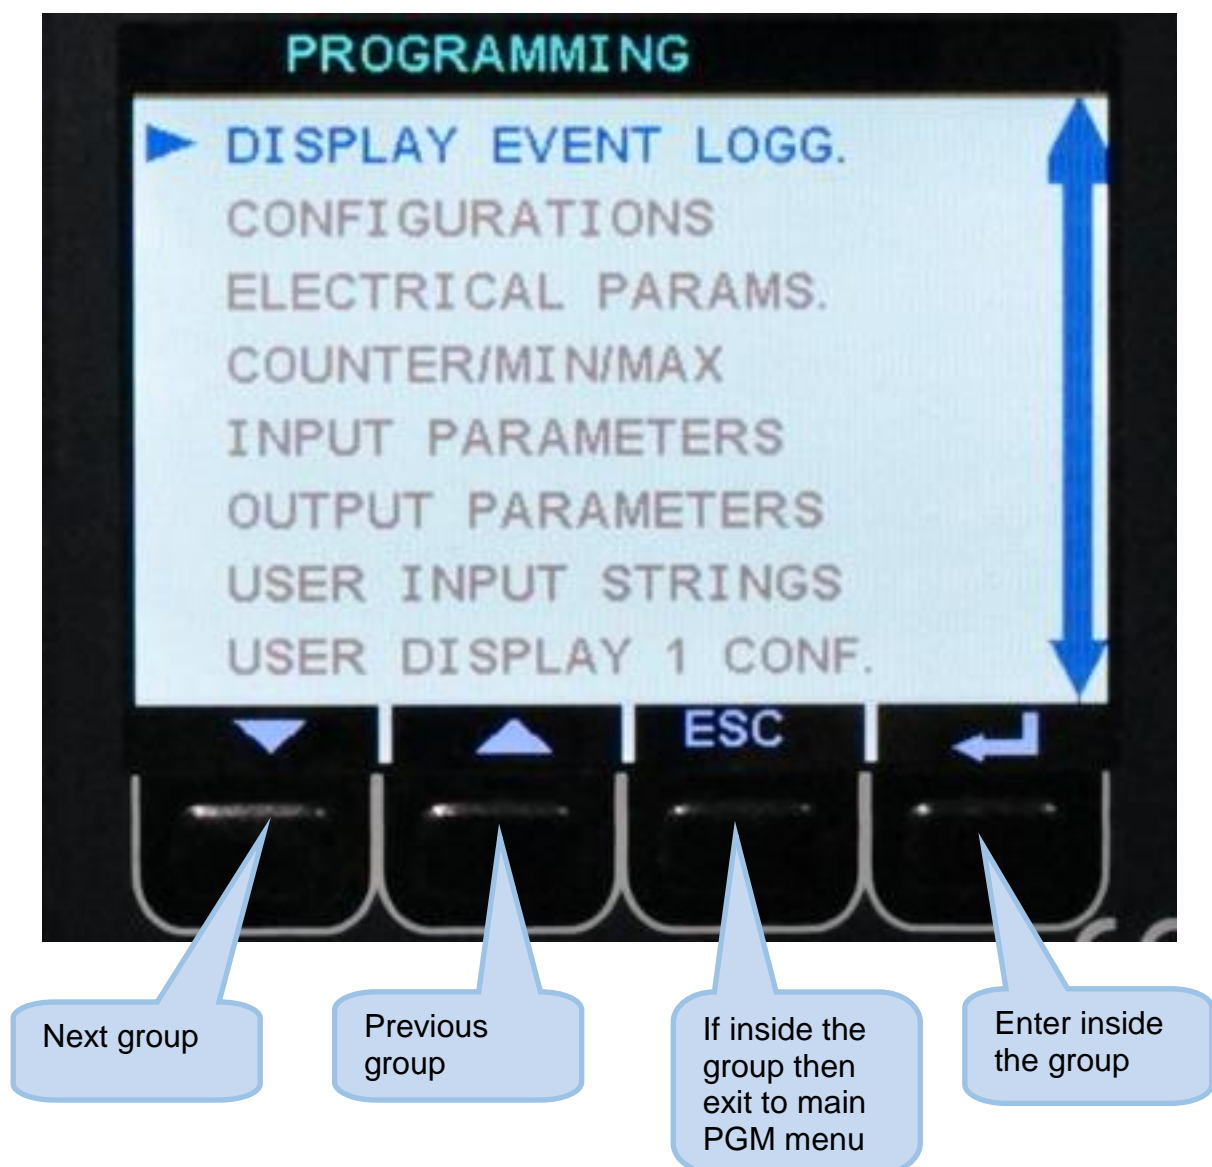 PROGRAMMING
DISPLAY EVENT LOGG.
CONFIGURATIONS
ELECTRICAL PARAMS.
COUNTER/MIN/MAX
INPUT PARAMETERS
OUTPUT PARAMETERS
USER INPUT STRINGS
USER DISPLAY 1 CONF.
ESC
Next group
Previous
group
If inside the
group then
exit to main
PGM menu
Enter inside
the group